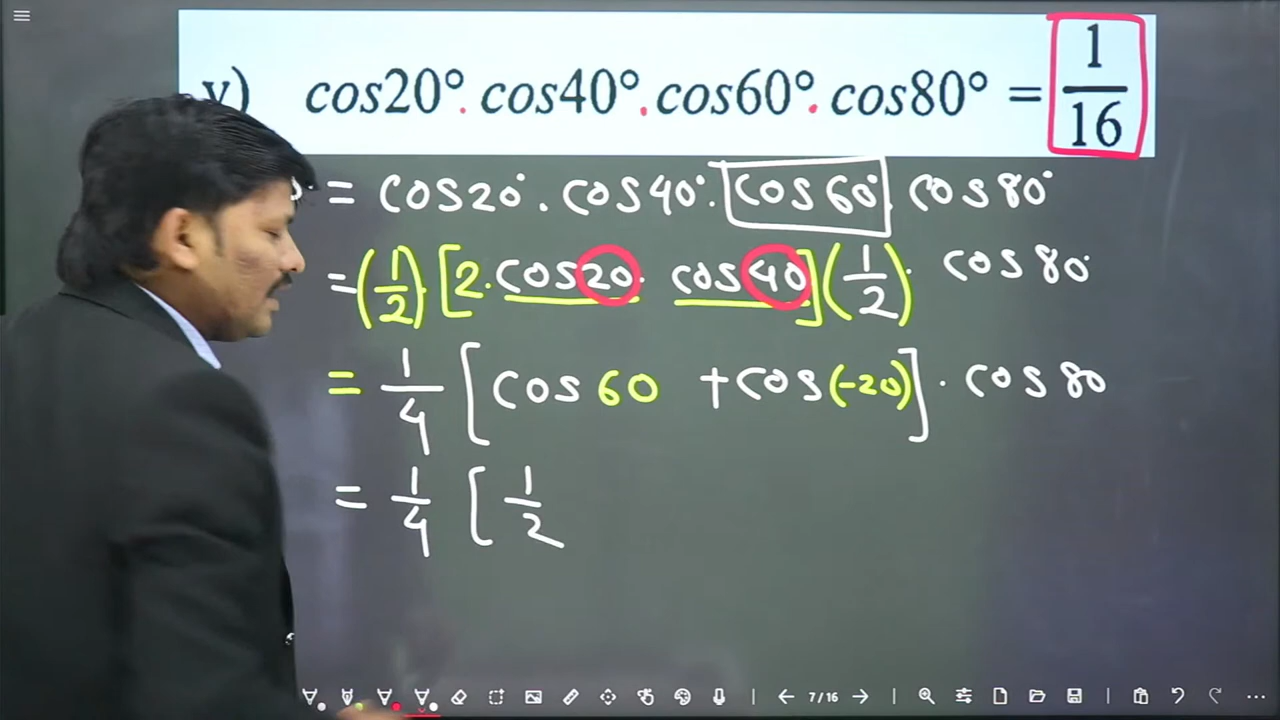 v) cos20°. cos40°. cos60°. cos80° = 1/16
= cos20°. cos40°. cos60°. cos80°
= (1/2). [2. cos20. cos40] (1/2). cos80°
= 1/4 [cos 60 + cos(-20)] . cos 80
= 1/4 [ 1/2
7/16